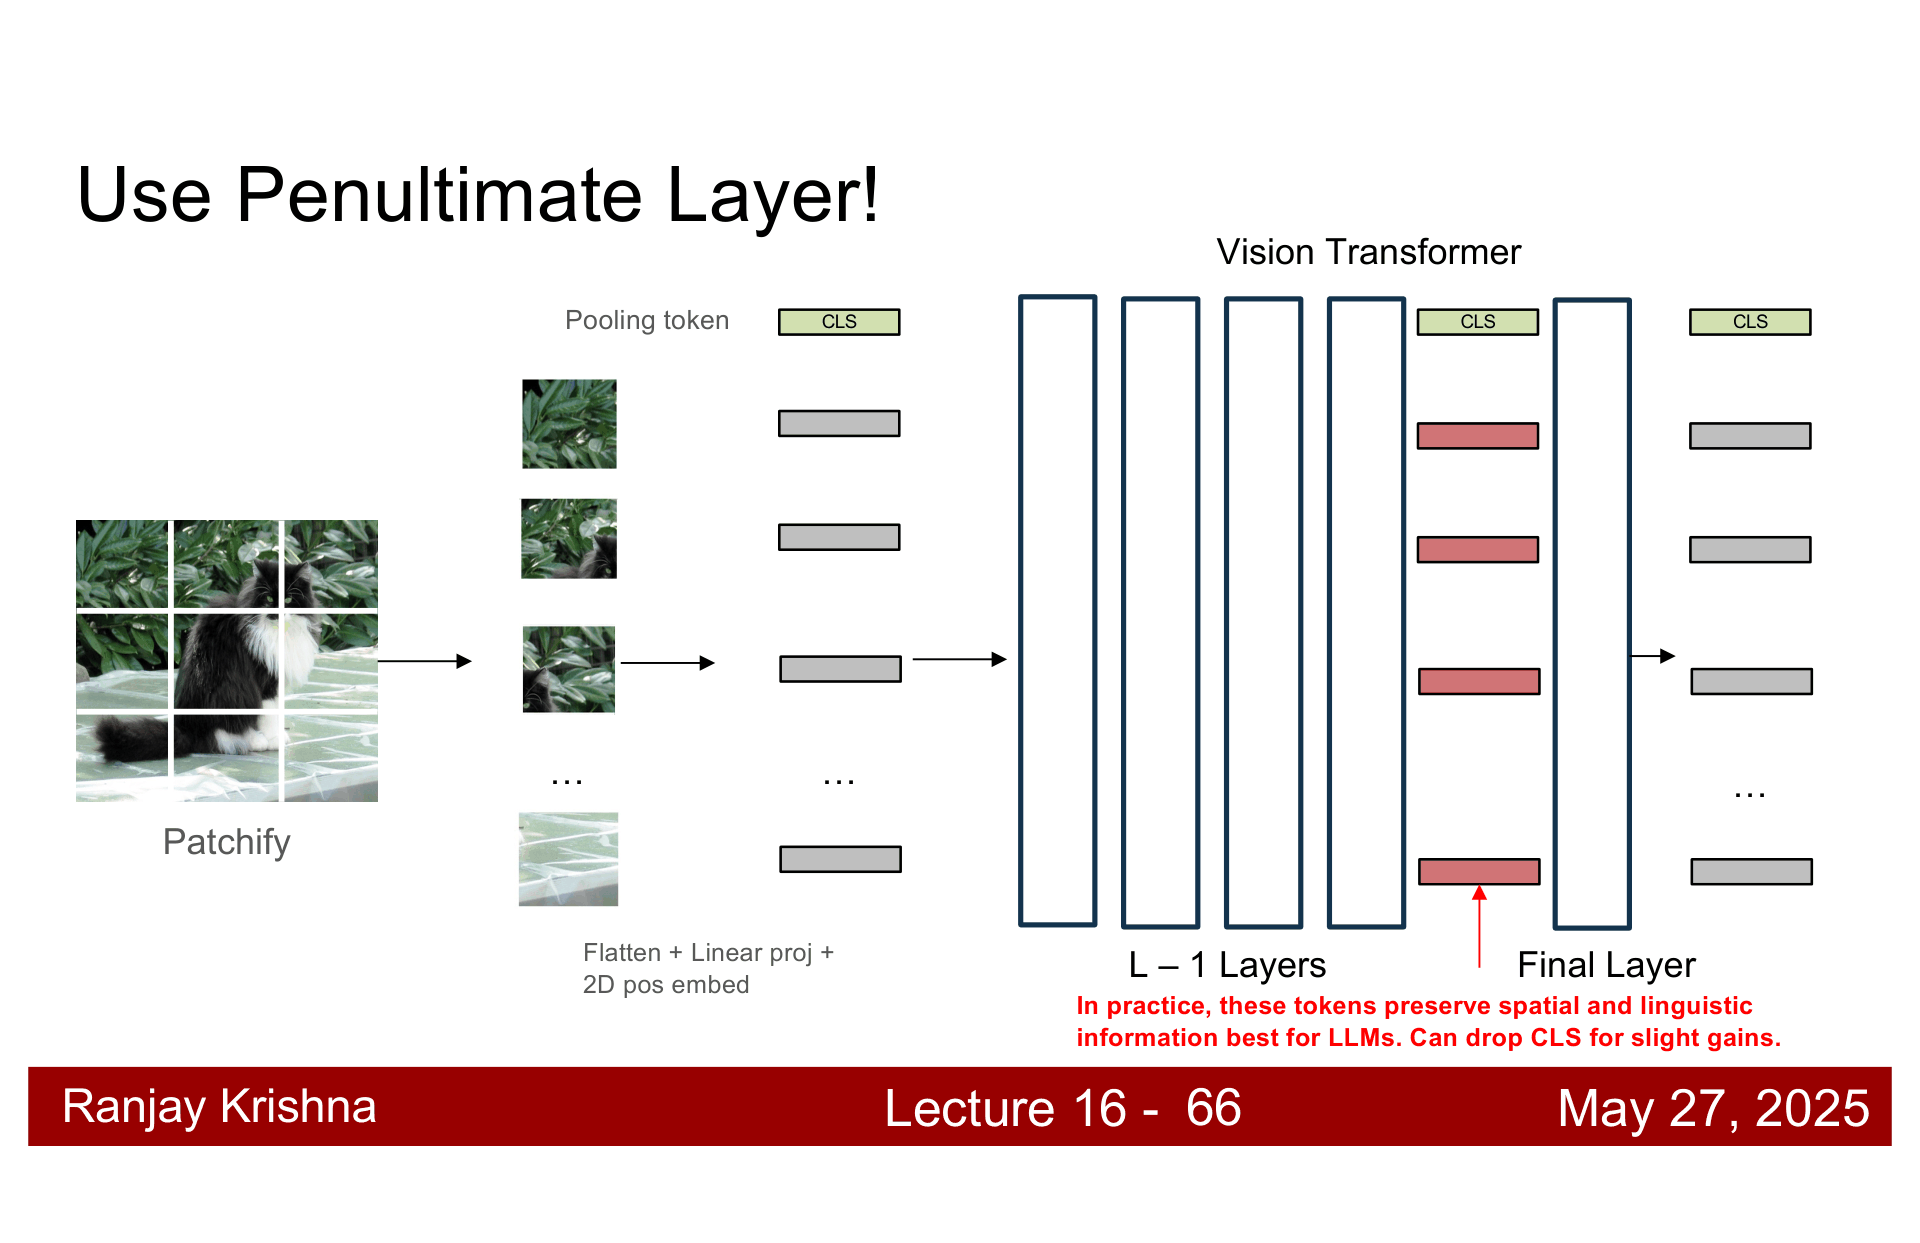 Use Penultimate Layer!
Vision Transformer
Pooling token
CLS
CLS
CLS
...
...
...
Patchify
Flatten + Linear proj +
2D pos embed
L – 1 Layers
Final Layer
In practice, these tokens preserve spatial and linguistic
information best for LLMs. Can drop CLS for slight gains.
Ranjay Krishna
Lecture 16 - 66
May 27, 2025